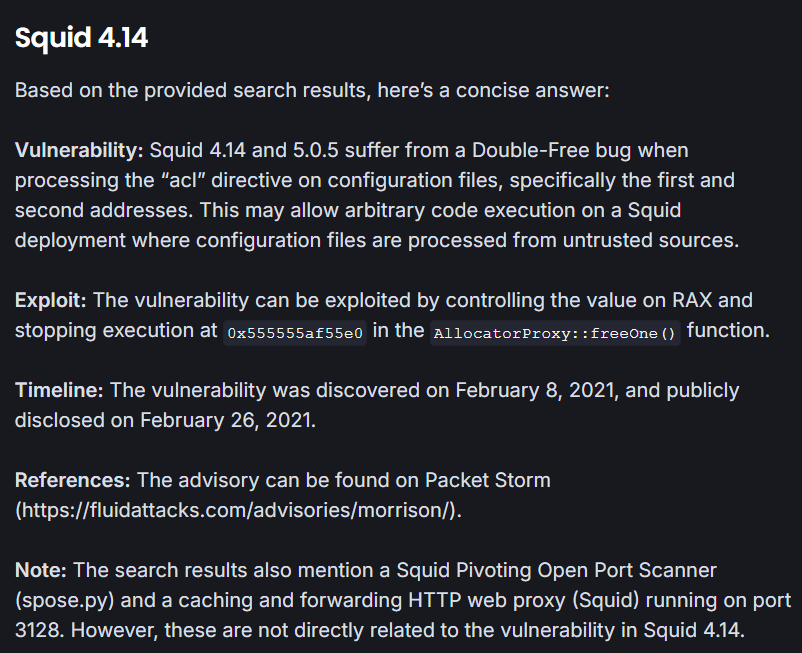 Squid 4.14
Based on the provided search results, here’s a concise answer:
Vulnerability: Squid 4.14 and 5.0.5 suffer from a Double-Free bug when
processing the “acl” directive on configuration files, specifically the first and
second addresses. This may allow arbitrary code execution on a Squid
deployment where configuration files are processed from untrusted sources.
Exploit: The vulnerability can be exploited by controlling the value on RAX and
stopping execution at 0x555555af55e0 in the AllocatorProxy::freeOne() function.
Timeline: The vulnerability was discovered on February 8, 2021, and publicly
disclosed on February 26, 2021.
References: The advisory can be found on Packet Storm
(https://fluidattacks.com/advisories/morrison/).
Note: The search results also mention a Squid Pivoting Open Port Scanner
(spose.py) and a caching and forwarding HTTP web proxy (Squid) running on port
3128. However, these are not directly related to the vulnerability in Squid 4.14.